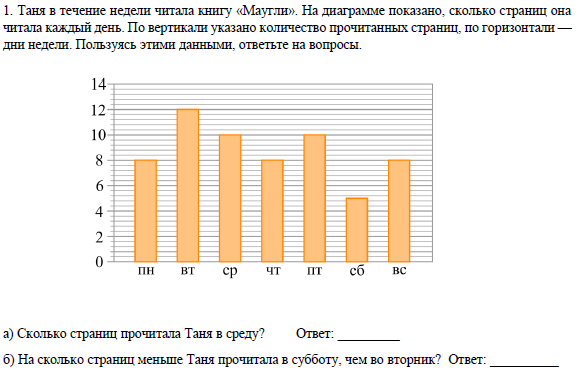 1. Таня в течение недели читала книгу «Маугли». На диаграмме показано, сколько страниц она
читала каждый день. По вертикали указано количество прочитанных страниц, по горизонтали —
дни недели. Пользуясь этими данными, ответьте на вопросы.
14
12
10
8
6
4
2
0
пн вт ср чт пт сб вс
а) Сколько страниц прочитала Таня в среду? Ответ: _________
б) На сколько страниц меньше Таня прочитала в субботу, чем во вторник? Ответ: __________